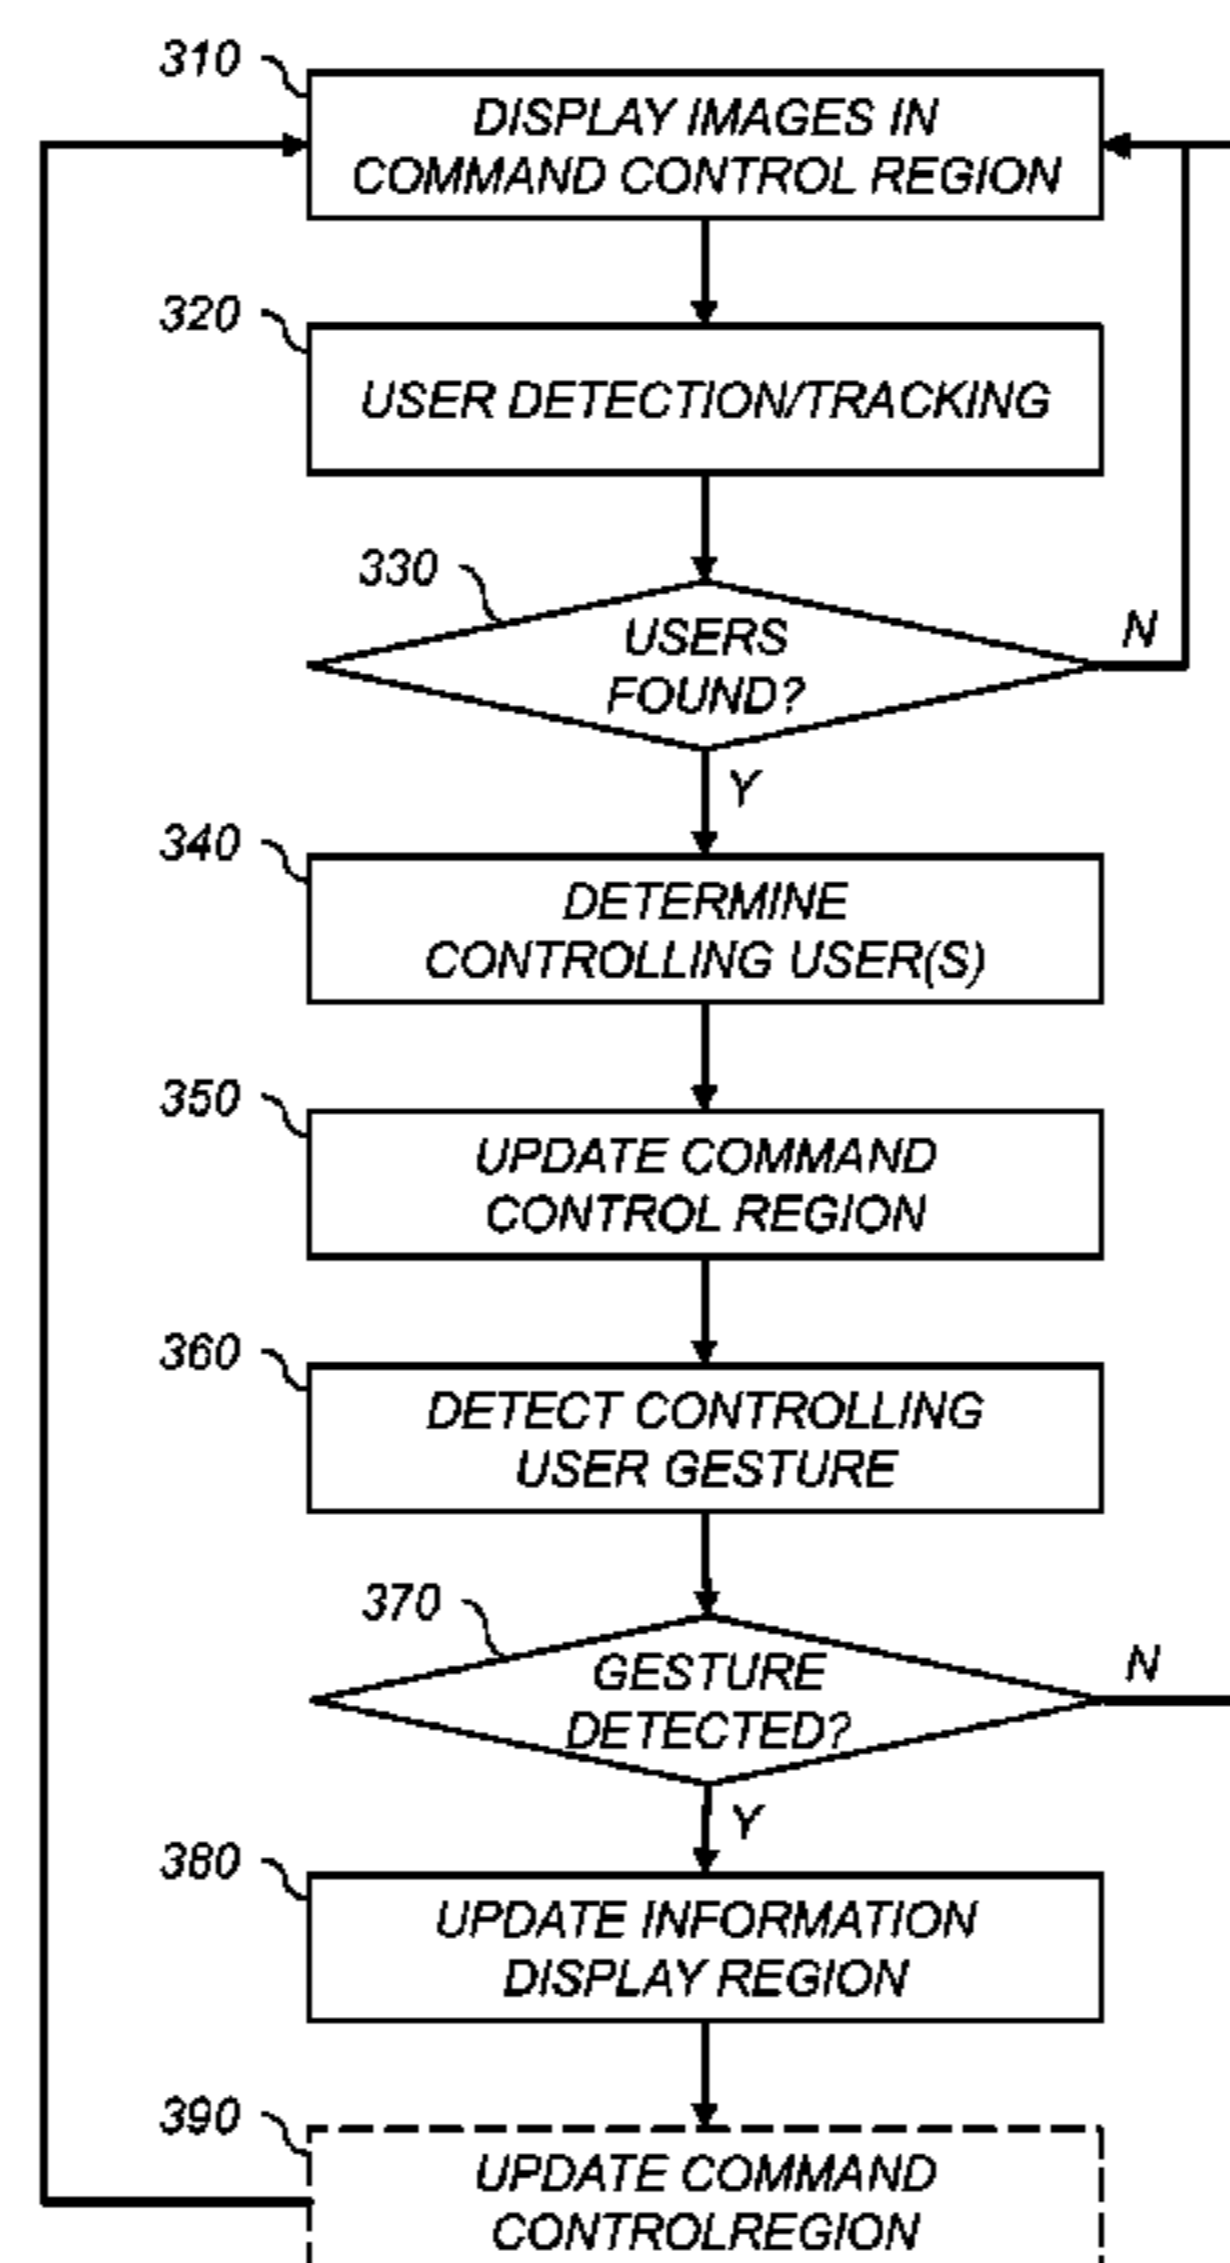 310
DISPLAY IMAGES IN
COMMAND CONTROL REGION
320
USER DETECTION/TRACKING
330
USERS
FOUND?
N
Y
340
DETERMINE
CONTROLLING USER(S)
350
UPDATE COMMAND
CONTROL REGION
360
DETECT CONTROLLING
USER GESTURE
370
GESTURE
DETECTED?
N
Y
380
UPDATE INFORMATION
DISPLAY REGION
390
UPDATE COMMAND
CONTROLREGION